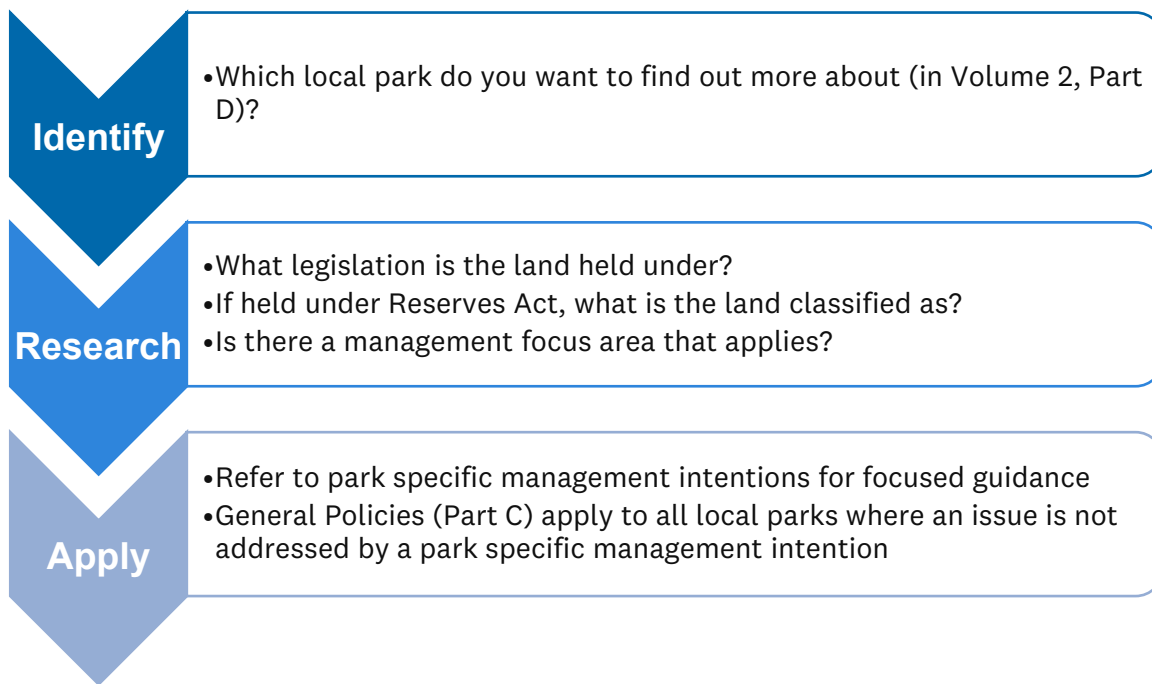 Identify
•Which local park do you want to find out more about (in Volume 2, Part
D)?
Research
•What legislation is the land held under?
•If held under Reserves Act, what is the land classified as?
•Is there a management focus area that applies?
Apply
•Refer to park specific management intentions for focused guidance
•General Policies (Part C) apply to all local parks where an issue is not
addressed by a park specific management intention